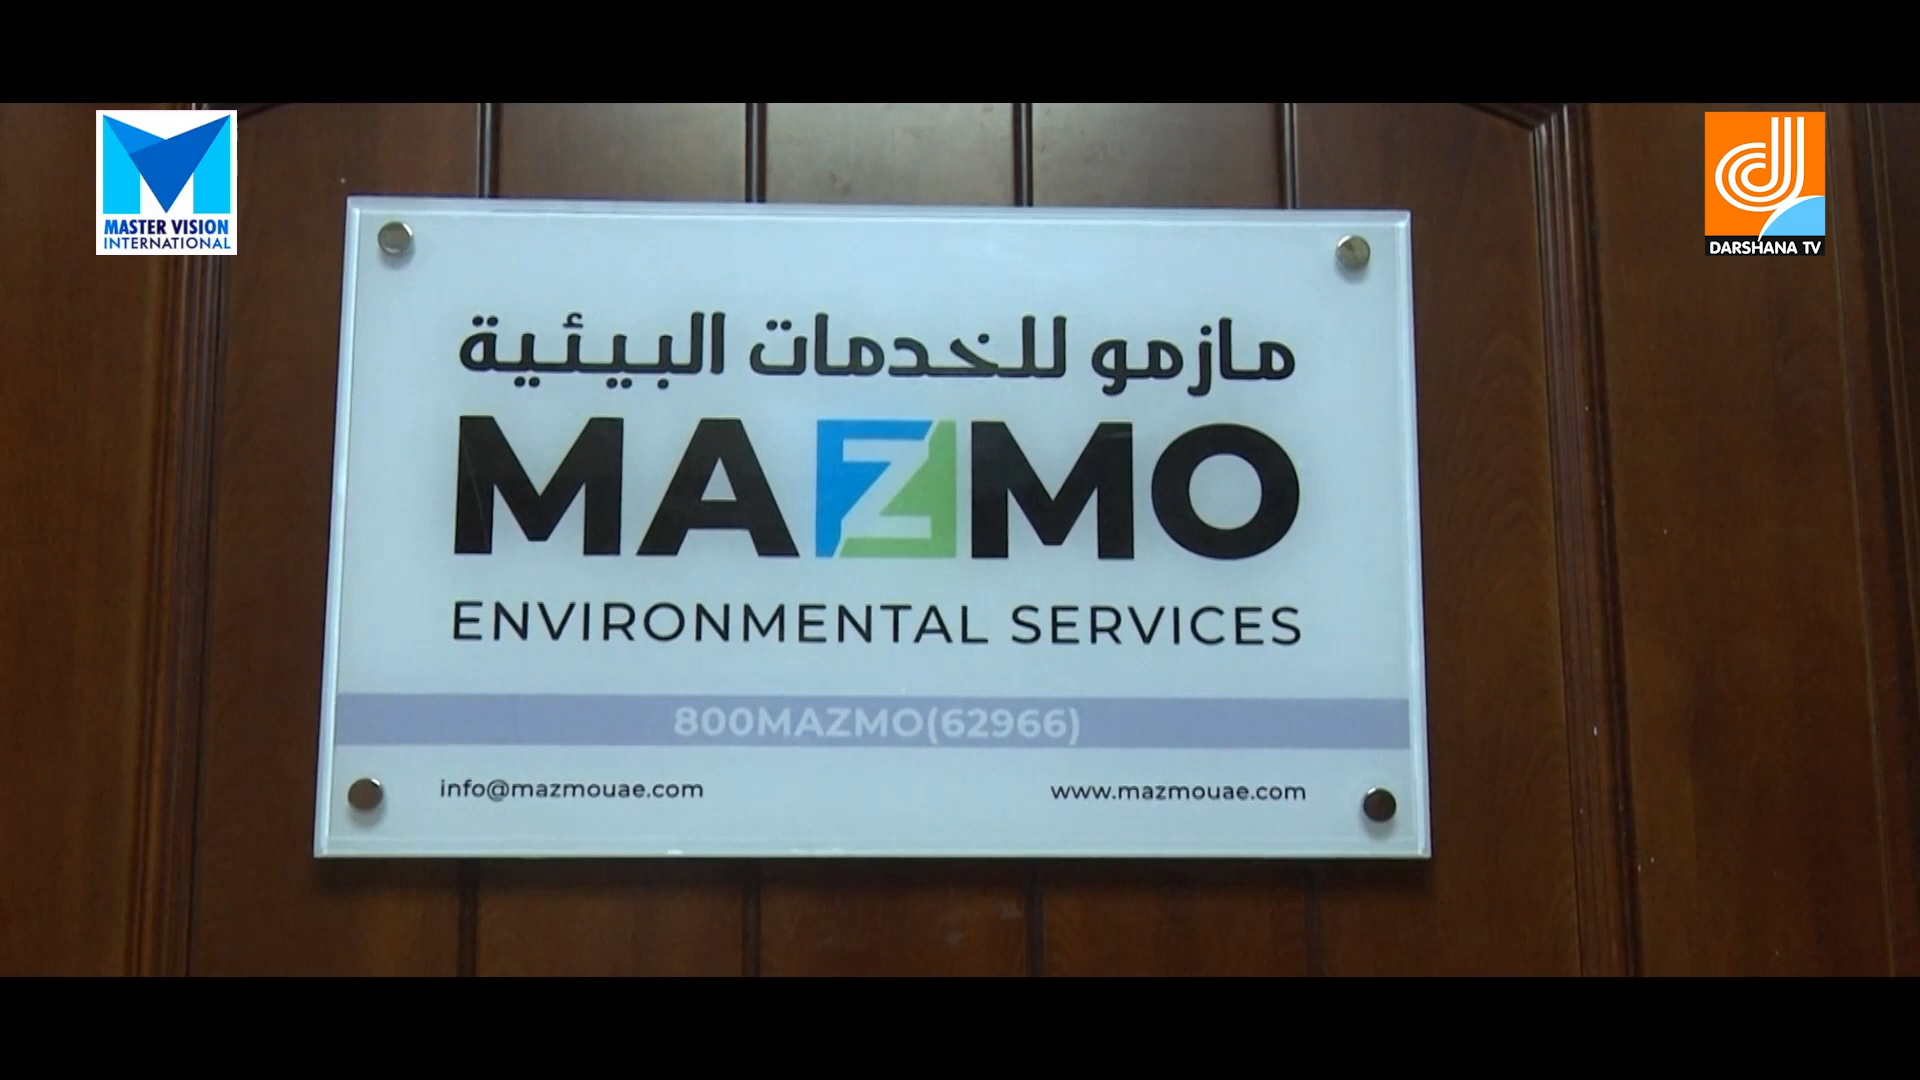 MASTER VISION
INTERNATIONAL
DARSHANA TV
مازمو للخدمات البيئية
MAZMO
ENVIRONMENTAL SERVICES
800MAZMO(62966)
info@mazmouae.com
www.mazmouae.com